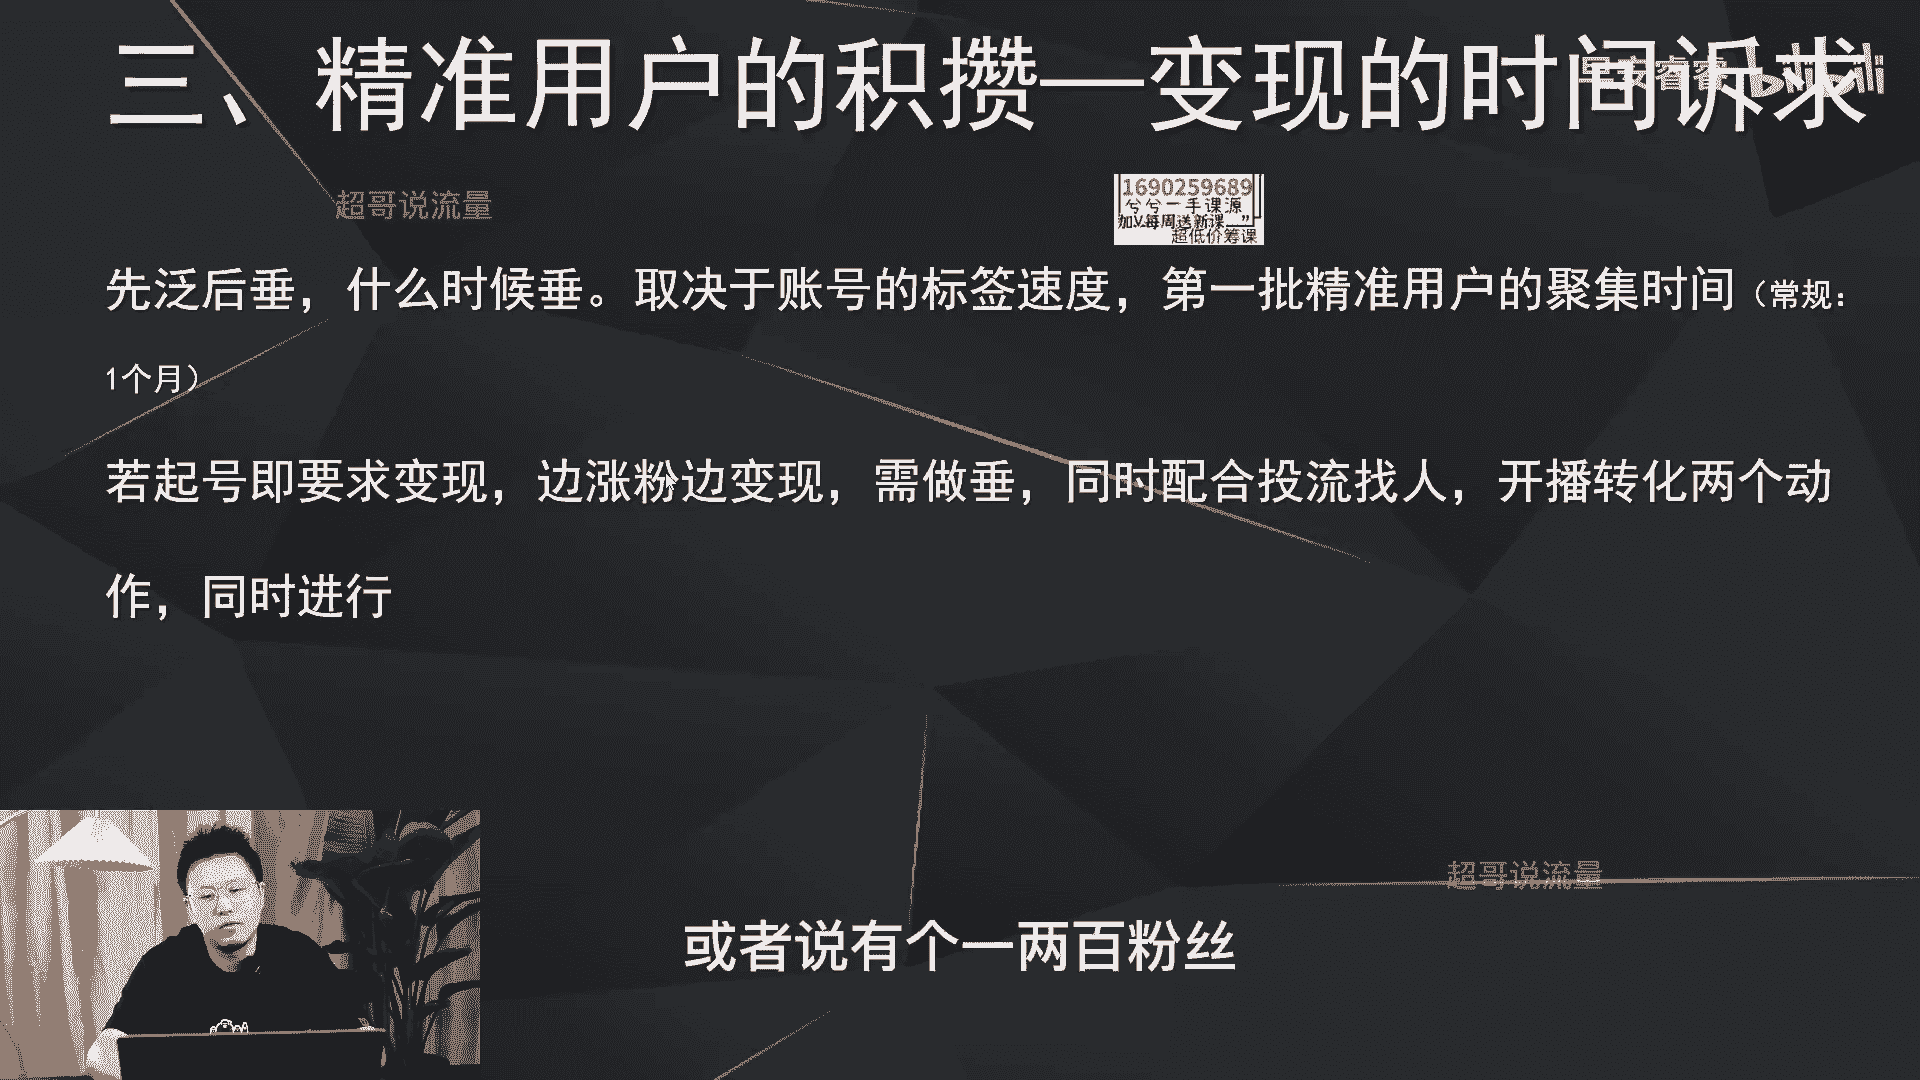 三、精准用户的积攒—变现的时间诉求
超哥说流量
1690259689
兮兮一手课源
加V每周送新课
超低价筹课
先泛后垂，什么时候垂。取决于账号的标签速度，第一批精准用户的聚集时间（常规：
1个月）
若起号即要求变现，边涨粉边变现，需做垂，同时配合投流找人，开播转化两个动
作，同时进行
超哥说流量
或者说有个一两百粉丝